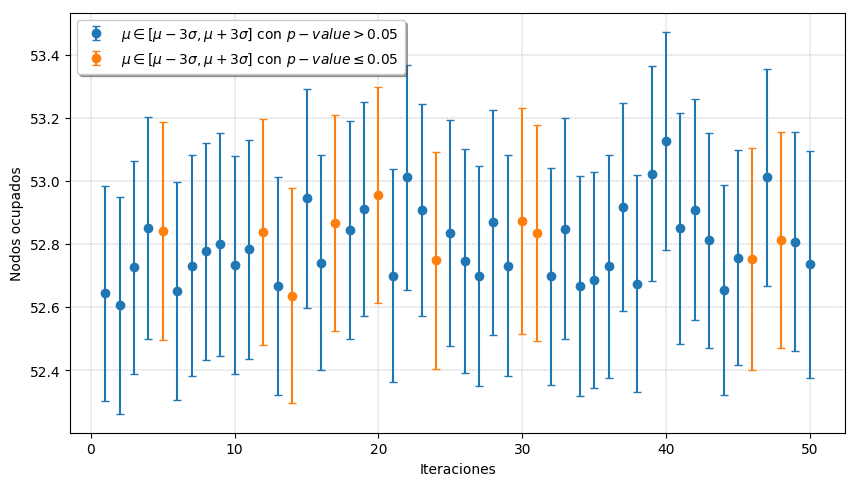 μ ∈ [μ − 3σ, μ + 3σ] con p − value > 0.05
μ ∈ [μ − 3σ, μ + 3σ] con p − value ≤ 0.05
53.4
53.2
53.0
52.8
52.6
52.4
Nodos ocupados
0 10 20 30 40 50
Iteraciones